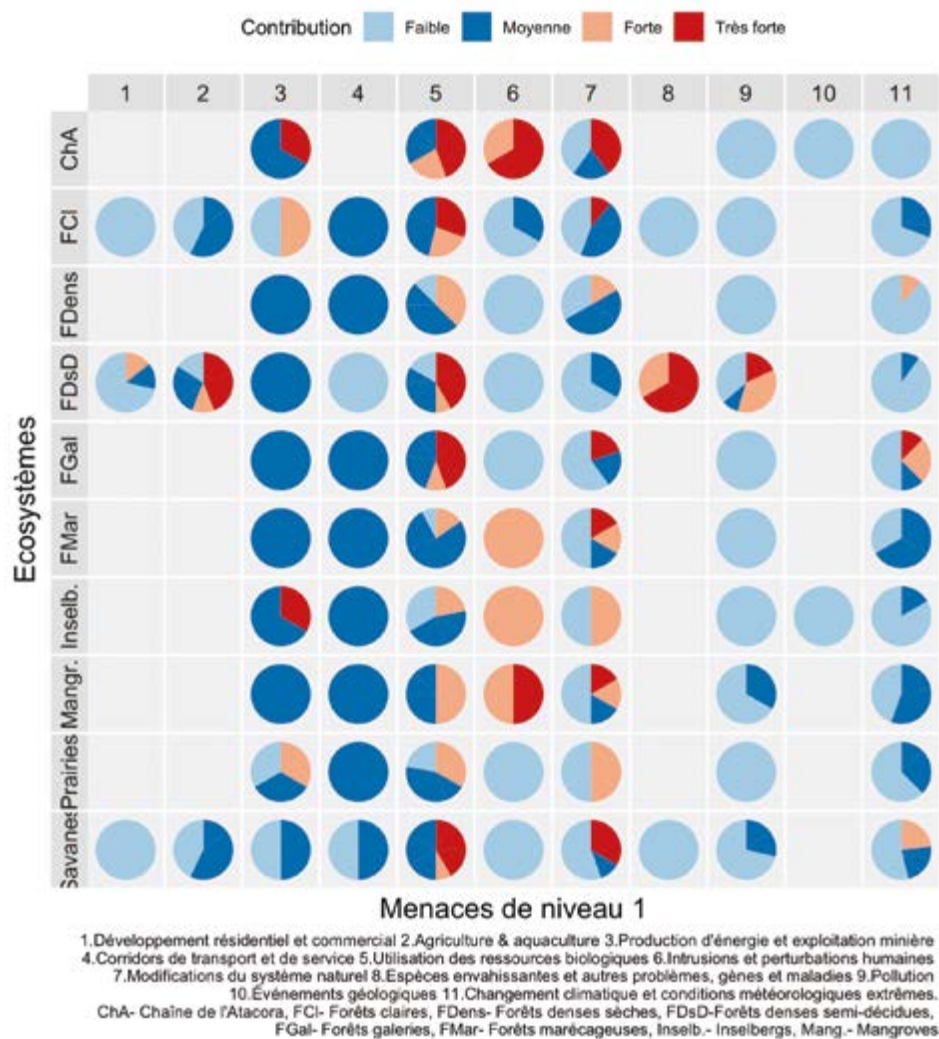 Contribution Faible Moyenne Forte Très forte
1 2 3 4 5 6 7 8 9 10 11
Ecosystèmes
ChA
FCl
FDens
FDsD
FGal
FMar
Inselb.
Mangr.
Prairies
Savanes
Menaces de niveau 1
1.Développement résidentiel et commercial 2.Agriculture & aquaculture 3.Production d'énergie et exploitation minière
4.Corridors de transport et de service 5.Utilisation des ressources biologiques 6.Intrusions et perturbations humaines
7.Modifications du système naturel 8.Espèces envahissantes et autres problèmes, gènes et maladies 9.Pollution
10.Événements géologiques 11.Changement climatique et conditions météorologiques extrêmes.
ChA- Chaîne de l'Atacora, FCl- Forêts claires, FDens- Forêts denses sèches, FDsD-Forêts denses semi-décidues,
FGal- Forêts galeries, FMar- Forêts marécageuses, Inselb.- Inselbergs, Mang.- Mangroves